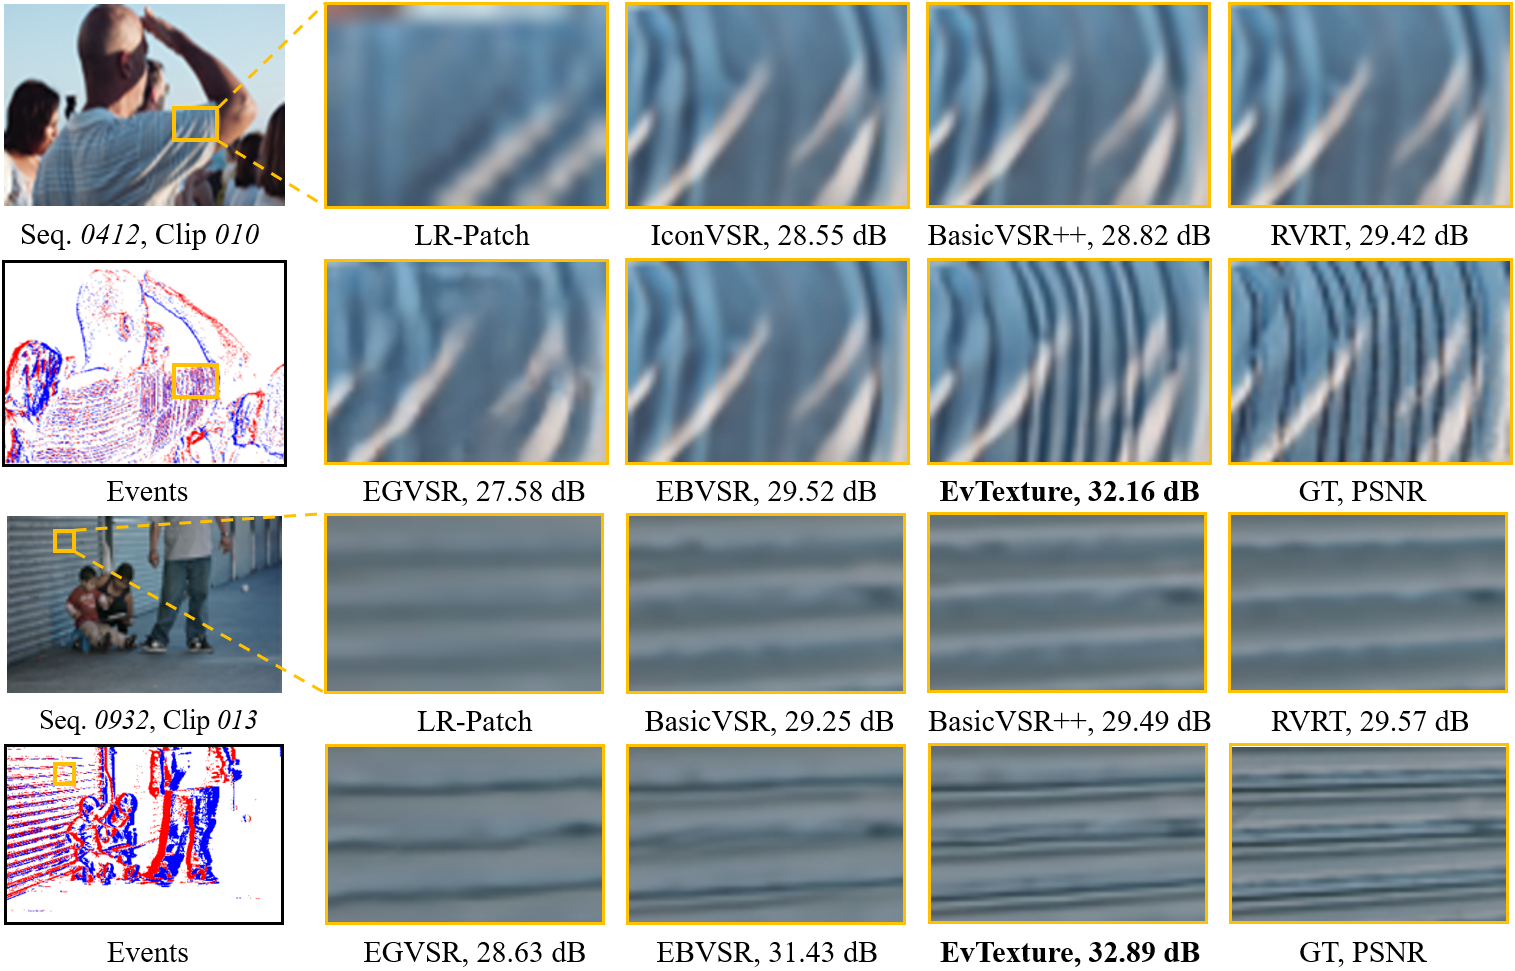 Seq. 0412, Clip 010
LR-Patch
IconVSR, 28.55 dB
BasicVSR++, 28.82 dB
RVRT, 29.42 dB
Events
EGVSR, 27.58 dB
EBVSR, 29.52 dB
EvTexture, 32.16 dB
GT, PSNR
Seq. 0932, Clip 013
LR-Patch
BasicVSR, 29.25 dB
BasicVSR++, 29.49 dB
RVRT, 29.57 dB
Events
EGVSR, 28.63 dB
EBVSR, 31.43 dB
EvTexture, 32.89 dB
GT, PSNR